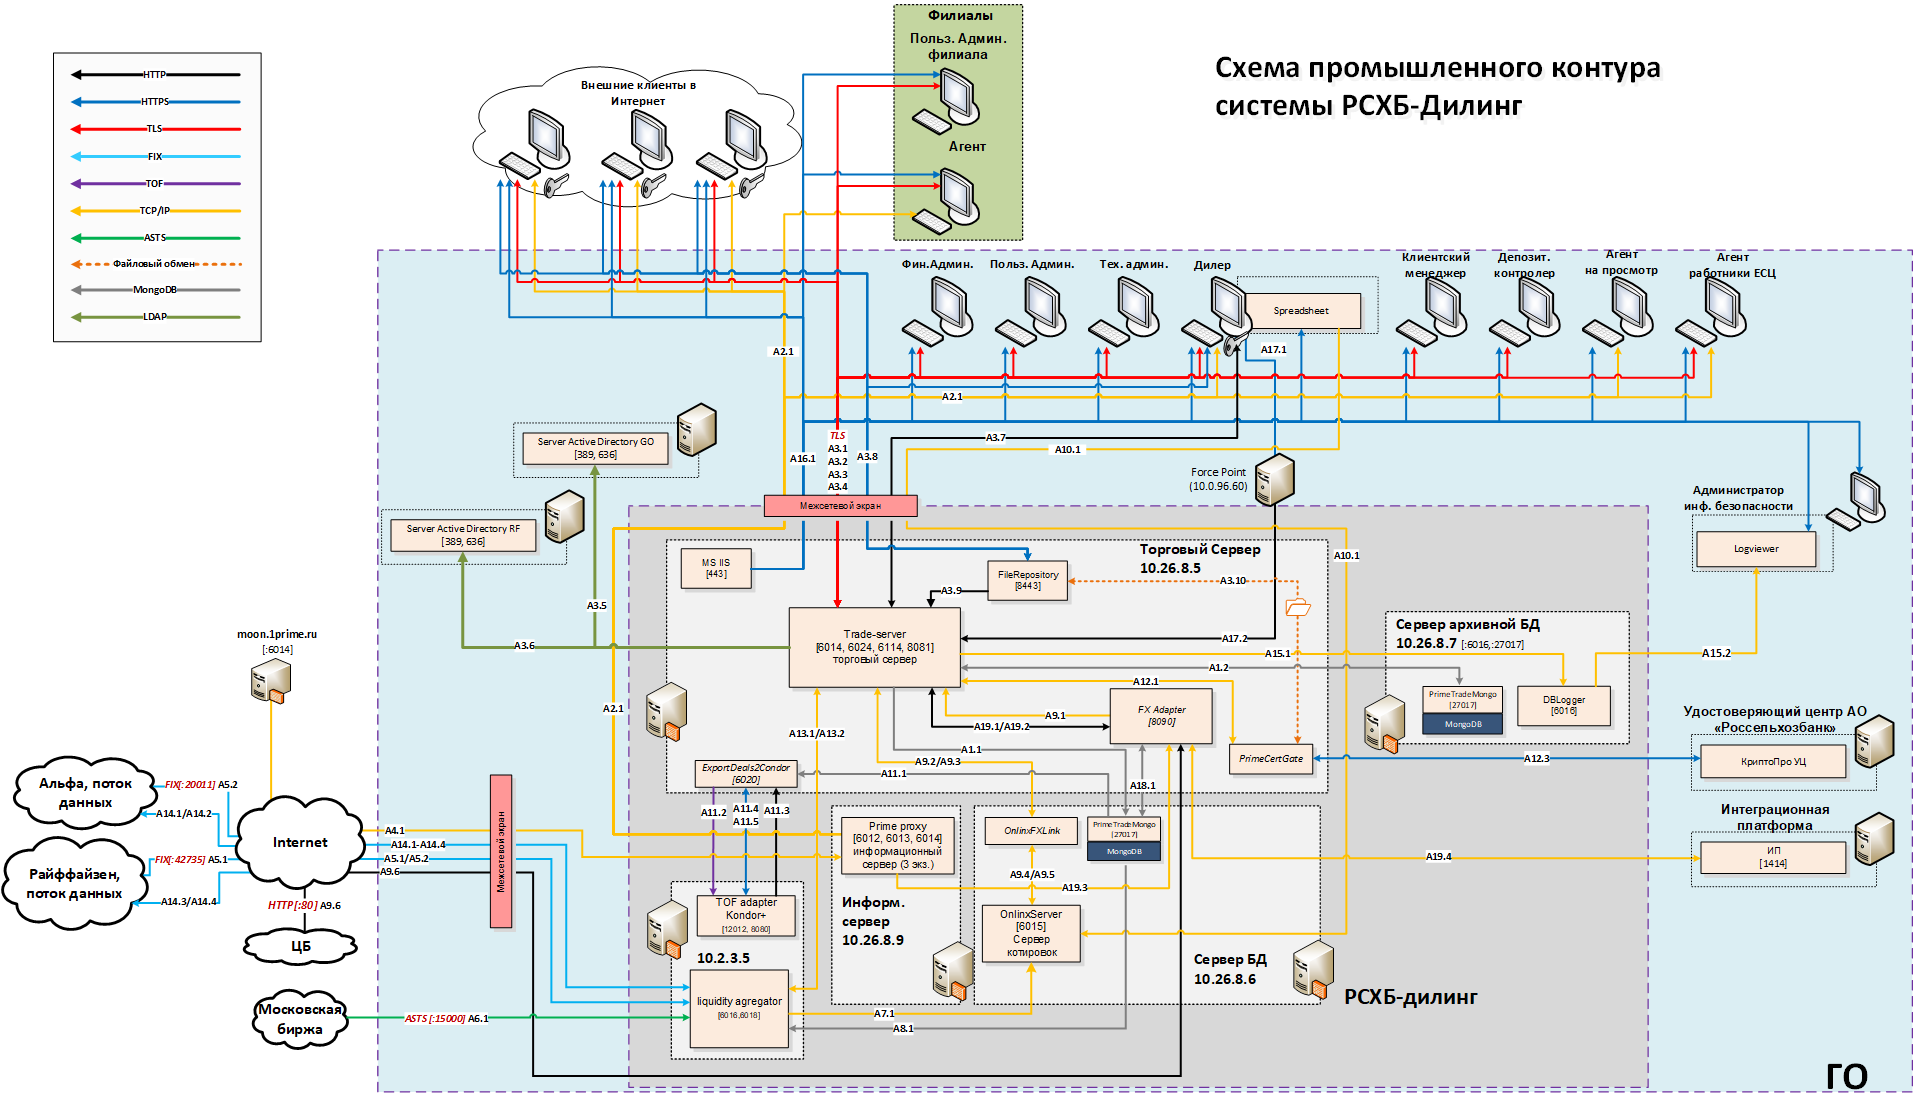 Схема промышленного контура
системы РСХБ-Дилинг
HTTP
HTTPS
TLS
FIX
TOF
TCP/IP
ASTS
Файловый обмен
MongoDB
LDAP
Внешние клиенты в
Интернет
Филиалы
Польз. Админ.
филиала
Агент
Фин.Админ.
Польз. Админ.
Тех. админ.
Дилер
Spreadsheet
Клиентский
менеджер
Депозит.
контролер
Агент
на просмотр
Агент
работники ЕСЦ
A2.1
A17.1
A2.1
A16.1
TLS
A3.1
A3.2
A3.3
A3.4
A3.8
A3.7
A10.1
Server Active Directory GO
[389, 636]
Server Active Directory RF
[389, 636]
Force Point
(10.0.96.60)
Межсетевой экран
Администратор
инф. безопасности
Logviewer
MS IIS
[443]
FileRepository
[8443]
Торговый Сервер
10.26.8.5
A10.1
A3.9
A3.10
A3.5
A3.6
Trade-server
[6014, 6024, 6114, 8081]
торговый сервер
A17.2
A15.1
A1.2
A12.1
Сервер архивной БД
10.26.8.7 [:6016,:27017]
PrimeTradeMongo
[27017]
MongoDB
DBLogger
[6016]
A15.2
moon.1prime.ru
[:6014]
A2.1
A13.1/A13.2
A9.1
A19.1/A19.2
FX Adapter
[8090]
A1.1
A9.2/A9.3
PrimeCertGate
A12.3
Удостоверяющий центр АО
«Россельхозбанк»
КриптоПро УЦ
ExportDeals2Condor
[6020]
A11.1
A18.1
A11.2
A11.4
A11.5
A11.3
Альфа, поток
данных
FIX[:20011] A5.2
A14.1/A14.2
Internet
Райффайзен,
поток данных
FIX[:42735] A5.1
A14.3/A14.4
HTTP[:80] A9.6
ЦБ
Московская
биржа
ASTS [:15000] A6.1
A4.1
A14.1-A14.4
A5.1/A5.2
A9.6
Межсетевой экран
Prime proxy
[6012, 6013, 6014]
информационный
сервер (3 экз.)
Информ.
сервер
10.26.8.9
OnlinxFXLink
PrimeTradeMongo
[27017]
MongoDB
A9.4/A9.5
A19.3
A19.4
Интеграционная
платформа
ИП
[1414]
TOF adapter
Kondor+
[12012, 8080]
10.2.3.5
liquidity agregator
[6016,6018]
OnlinxServer
[6015]
Сервер
котировок
Сервер БД
10.26.8.6
A7.1
A8.1
РСХБ-дилинг
ГО